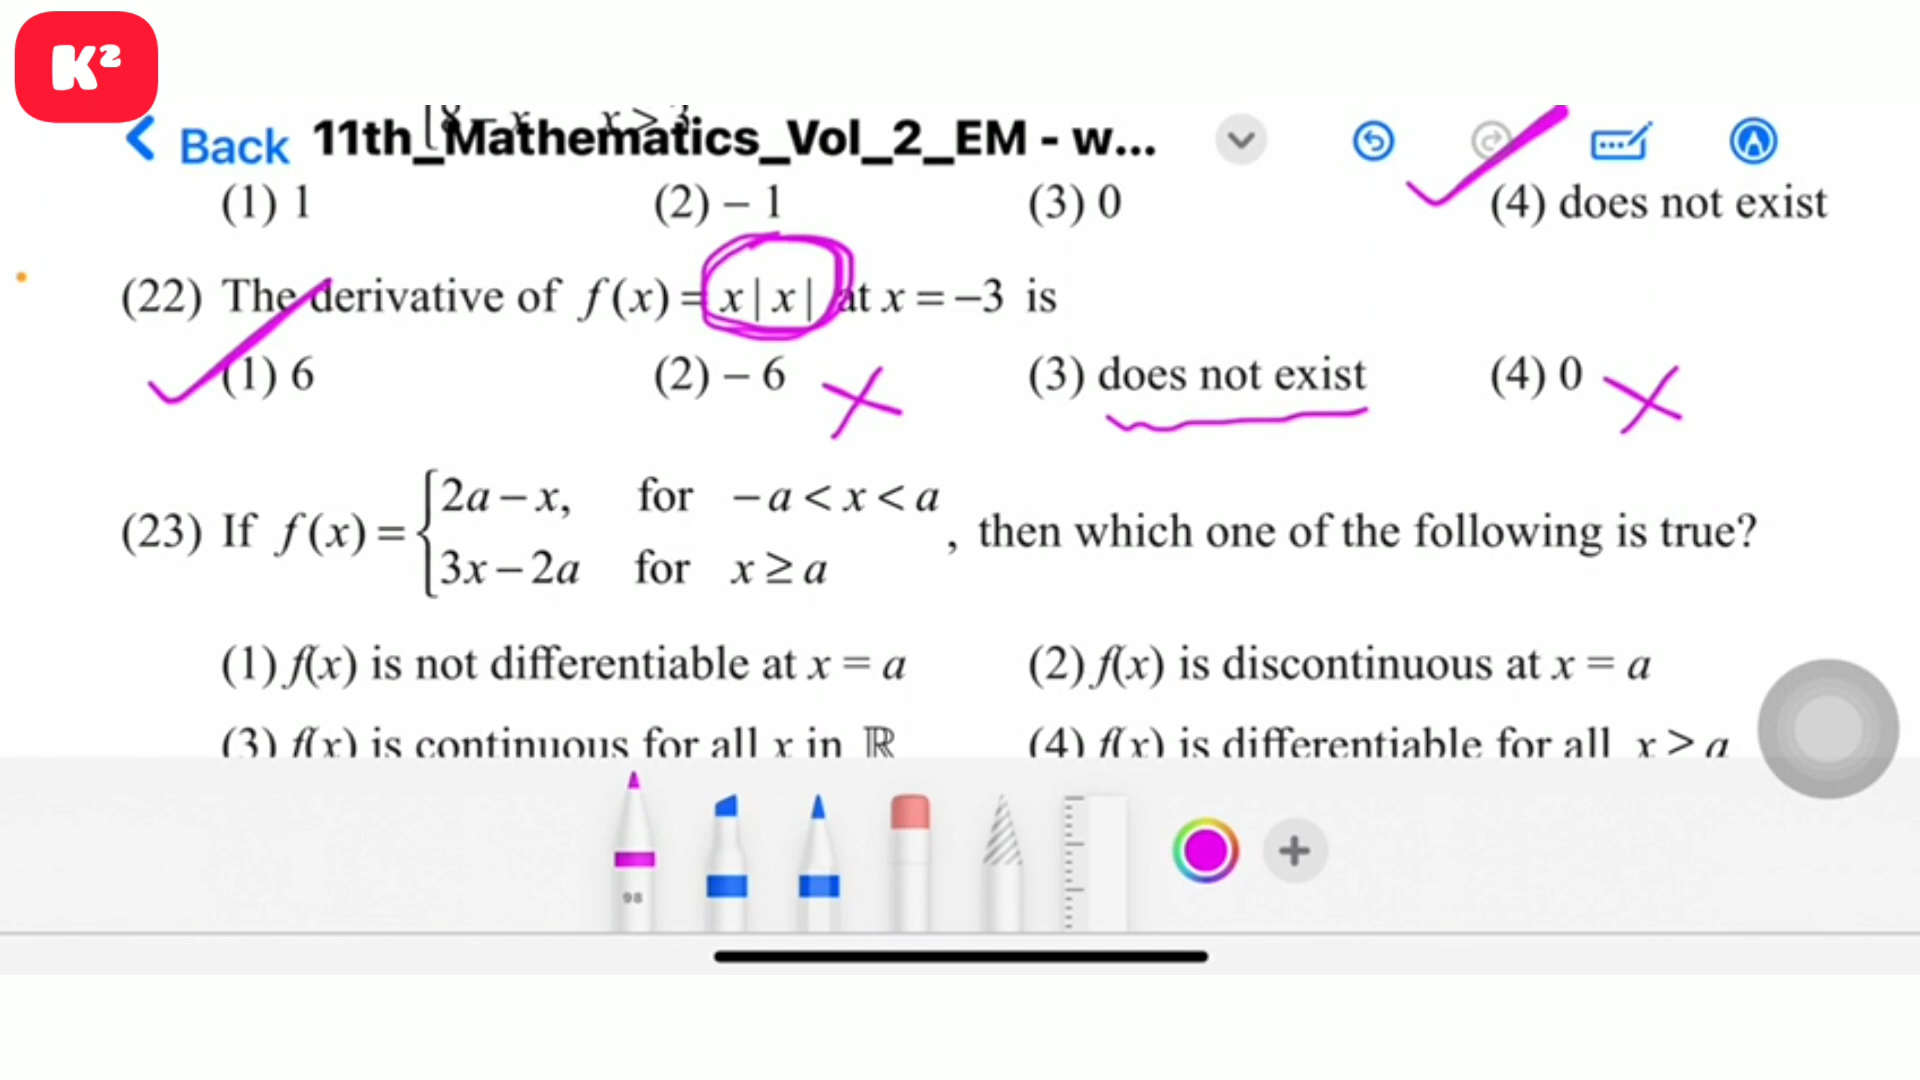 K²
[8 - x x > 3
Back 11th_Mathematics_Vol_2_EM - w...
(1) 1 (2) – 1 (3) 0 (4) does not exist
(22) The derivative of f(x) = x|x| at x = –3 is
(1) 6 (2) – 6 (3) does not exist (4) 0
(23) If f(x) = {2a – x, for –a < x < a
3x – 2a for x ≥ a , then which one of the following is true?
(1) f(x) is not differentiable at x = a (2) f(x) is discontinuous at x = a
(3) f(x) is continuous for all x in ℝ (4) f(x) is differentiable for all x > a
98